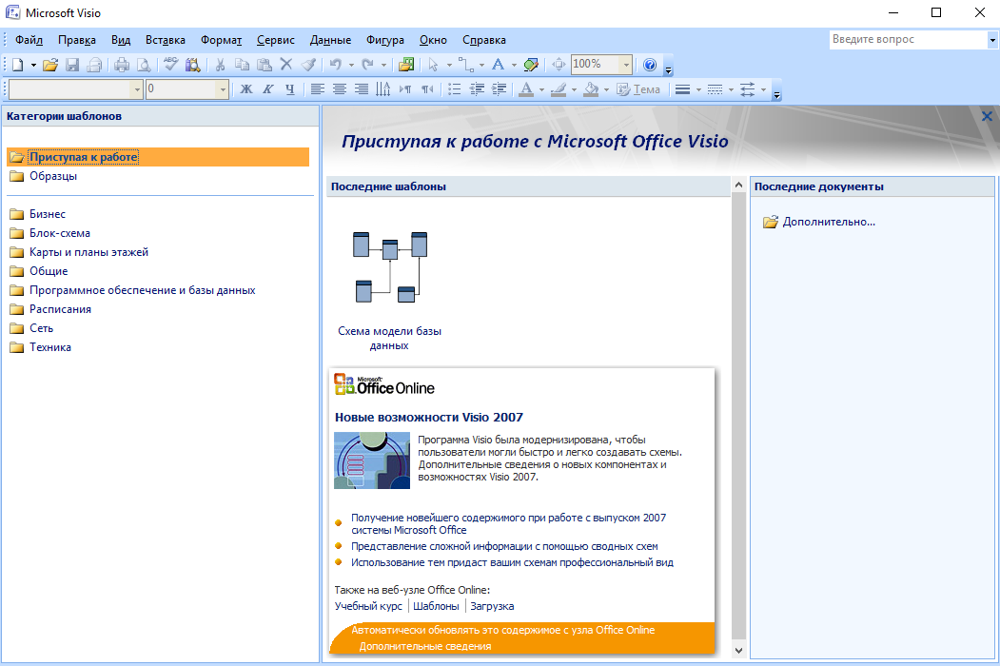 Microsoft Visio
Файл Правка Вид Вставка Формат Сервис Данные Фигура Окно Справка
Введите вопрос
100%
0
Ж К Ч
Тема
Категории шаблонов
Приступая к работе
Образцы
Бизнес
Блок-схема
Карты и планы этажей
Общие
Программное обеспечение и базы данных
Расписания
Сеть
Техника
Приступая к работе с Microsoft Office Visio
Последние шаблоны
Схема модели базы
данных
Microsoft
Office Online
Новые возможности Visio 2007
Программа Visio была модернизирована, чтобы
пользователи могли быстро и легко создавать схемы.
Дополнительные сведения о новых компонентах и
возможностях Visio 2007.
Получение новейшего содержимого при работе с выпуском 2007
системы Microsoft Office
Представление сложной информации с помощью сводных схем
Использование тем придаст вашим схемам профессиональный вид
Также на веб-узле Office Online:
Учебный курс Шаблоны Загрузка
Автоматически обновлять это содержимое с узла Office Online
Дополнительные сведения
Последние документы
Дополнительно...